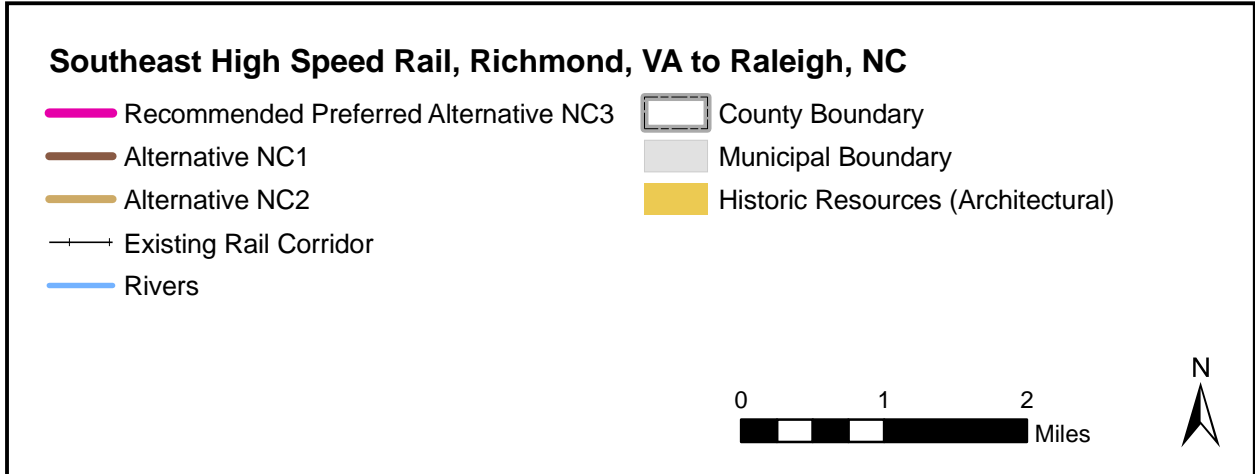 Southeast High Speed Rail, Richmond, VA to Raleigh, NC
Recommended Preferred Alternative NC3
Alternative NC1
Alternative NC2
Existing Rail Corridor
Rivers
County Boundary
Municipal Boundary
Historic Resources (Architectural)
0 1 2
Miles
N